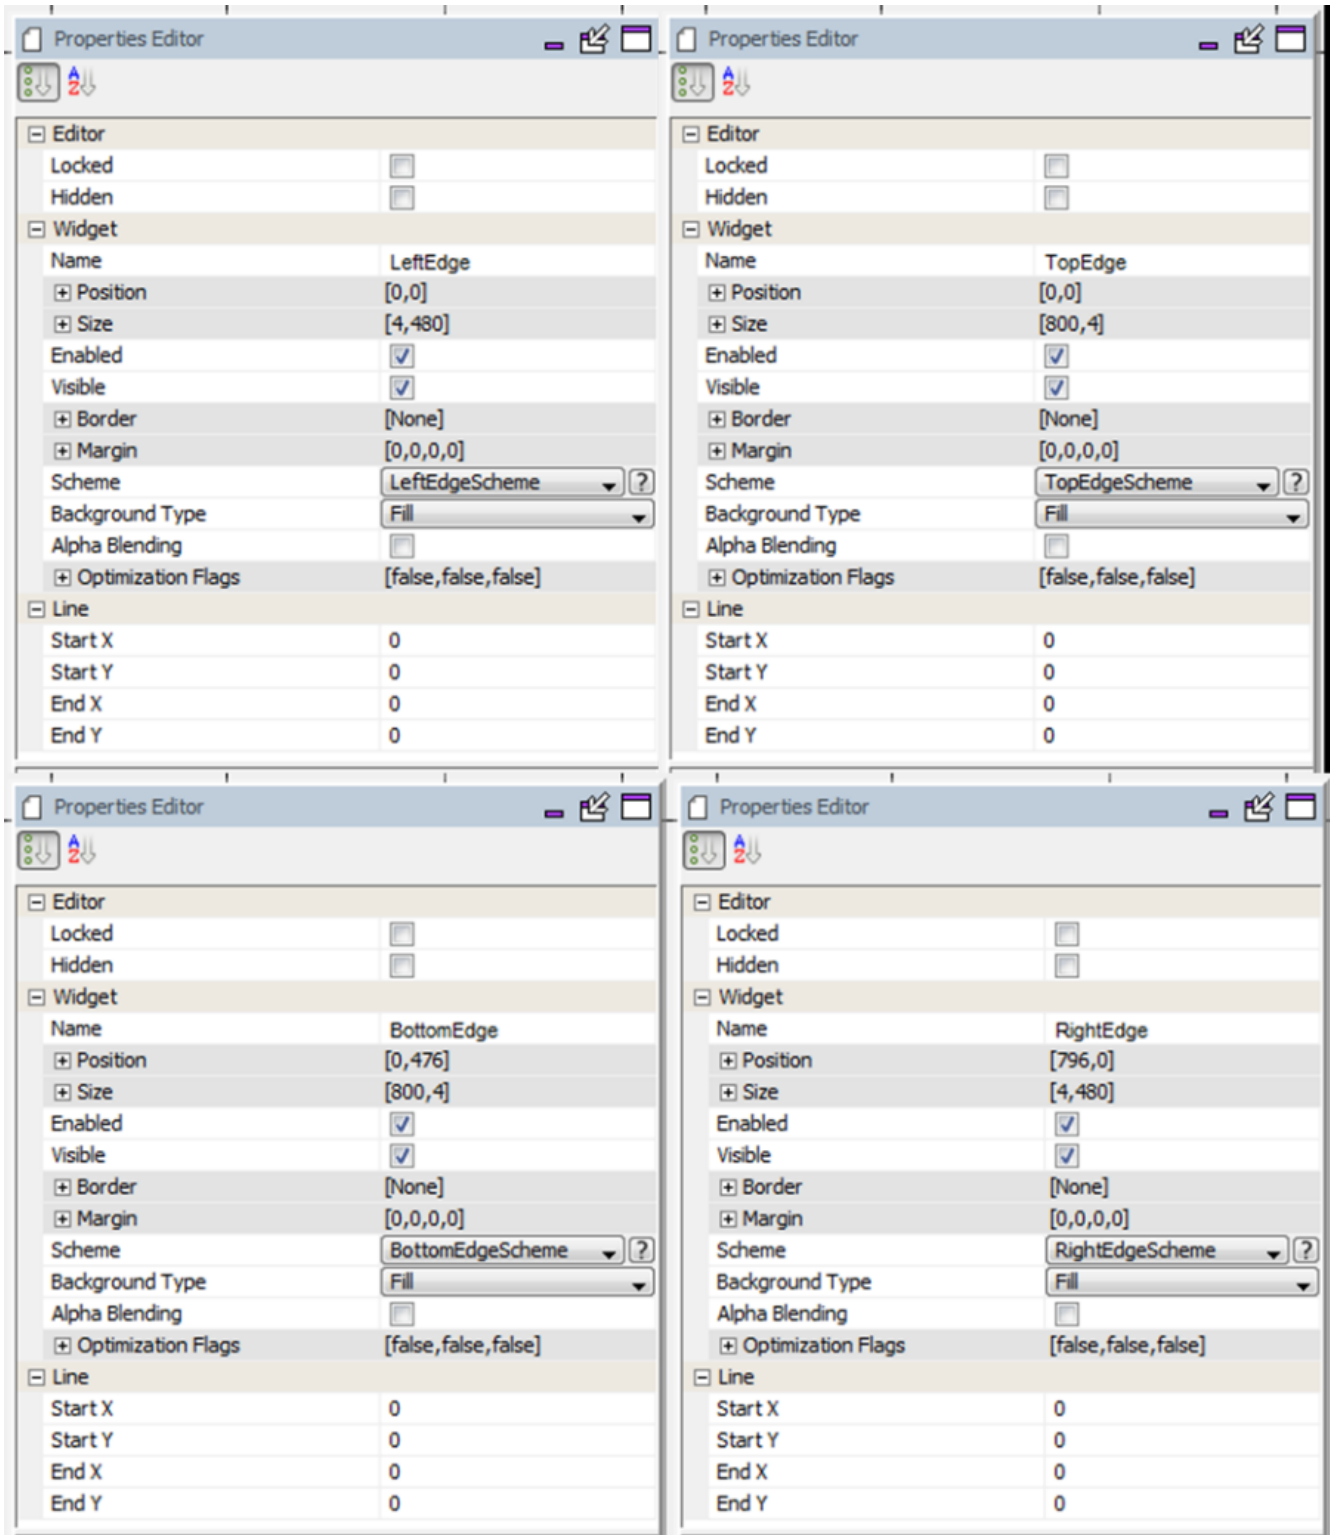 Properties Editor
Editor
Locked
Hidden
Widget
Name LeftEdge
Position [0,0]
Size [4,480]
Enabled
Visible
Border [None]
Margin [0,0,0,0]
Scheme LeftEdgeScheme ?
Background Type Fill
Alpha Blending
Optimization Flags [false,false,false]
Line
Start X 0
Start Y 0
End X 0
End Y 0
Properties Editor
Editor
Locked
Hidden
Widget
Name TopEdge
Position [0,0]
Size [800,4]
Enabled
Visible
Border [None]
Margin [0,0,0,0]
Scheme TopEdgeScheme ?
Background Type Fill
Alpha Blending
Optimization Flags [false,false,false]
Line
Start X 0
Start Y 0
End X 0
End Y 0
Properties Editor
Editor
Locked
Hidden
Widget
Name BottomEdge
Position [0,476]
Size [800,4]
Enabled
Visible
Border [None]
Margin [0,0,0,0]
Scheme BottomEdgeScheme ?
Background Type Fill
Alpha Blending
Optimization Flags [false,false,false]
Line
Start X 0
Start Y 0
End X 0
End Y 0
Properties Editor
Editor
Locked
Hidden
Widget
Name RightEdge
Position [796,0]
Size [4,480]
Enabled
Visible
Border [None]
Margin [0,0,0,0]
Scheme RightEdgeScheme ?
Background Type Fill
Alpha Blending
Optimization Flags [false,false,false]
Line
Start X 0
Start Y 0
End X 0
End Y 0